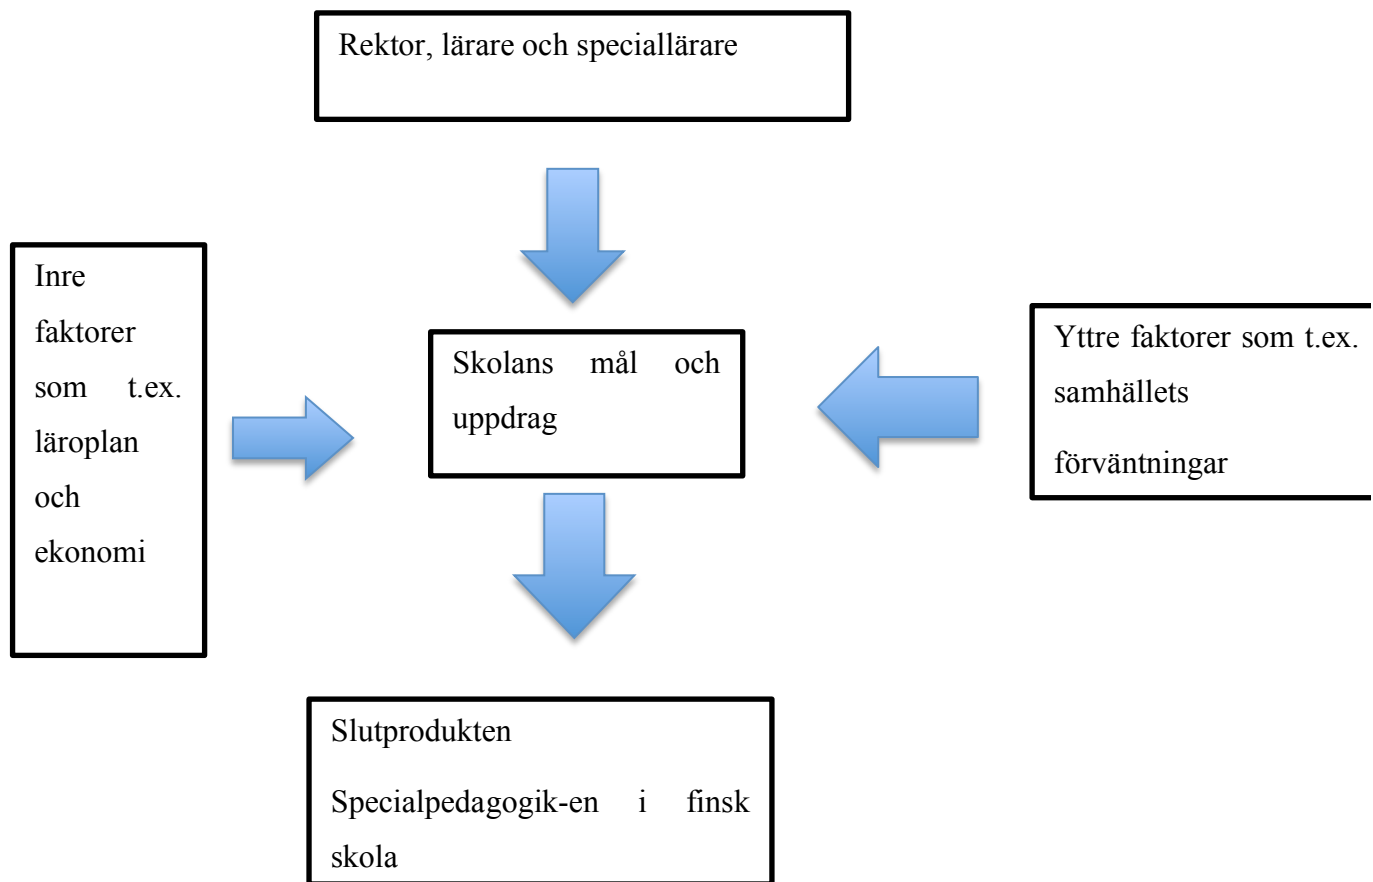 Rektor, lärare och speciallärare
Inre
faktorer
som t.ex.
läroplan
och
ekonomi
Skolans mål och
uppdrag
Yttre faktorer som t.ex.
samhällets
förväntningar
Slutprodukten
Specialpedagogik-en i finsk
skola